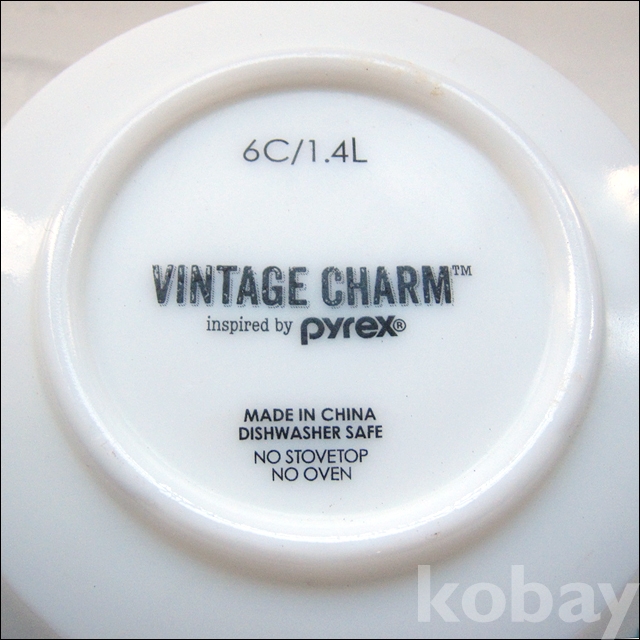 6C/1.4L
VINTAGE CHARM™
inspired by pyrex®
MADE IN CHINA
DISHWASHER SAFE
NO STOVETOP
NO OVEN
kobay